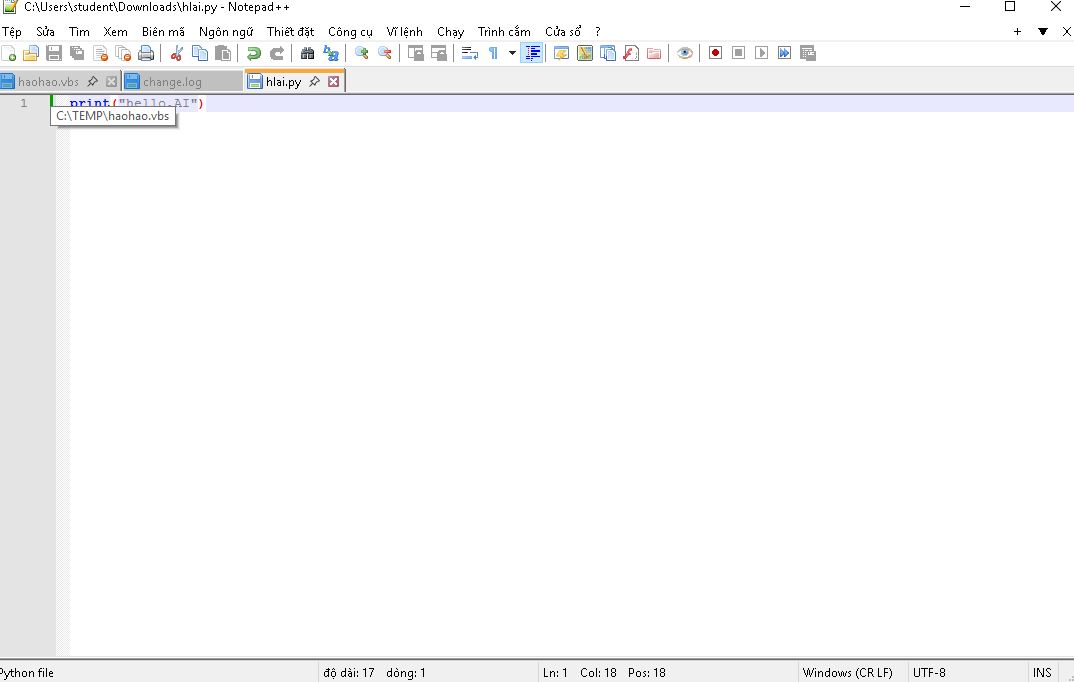 C:\Users\student\Downloads\hlai.py - Notepad++
Tệp Sửa Tìm Xem Biên mã Ngôn ngữ Thiết đặt Công cụ Vĩ lệnh Chạy Trình cắm Cửa sổ ? + ▼ X
haohao.vbs change.log hlai.py
1 print("hello.AI")
C:\TEMP\haohao.vbs
Python file độ dài: 17 dòng: 1 Ln: 1 Col: 18 Pos: 18 Windows (CR LF) UTF-8 INS